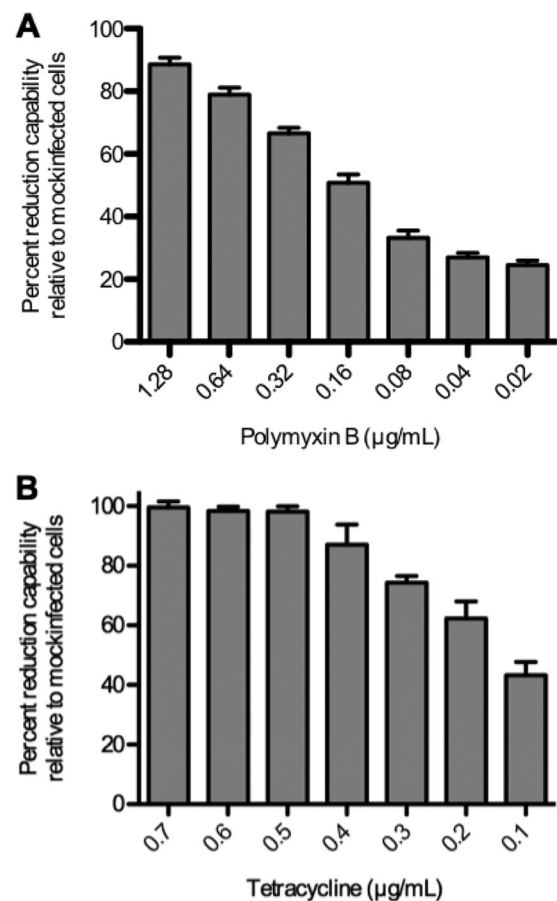 A
Percent reduction capability
relative to mockinfected cells
100
80
60
40
20
0
1.28 0.64 0.32 0.16 0.08 0.04 0.02
Polymyxin B (µg/mL)
B
Percent reduction capability
relative to mockinfected cells
100
80
60
40
20
0
0.7 0.6 0.5 0.4 0.3 0.2 0.1
Tetracycline (µg/mL)